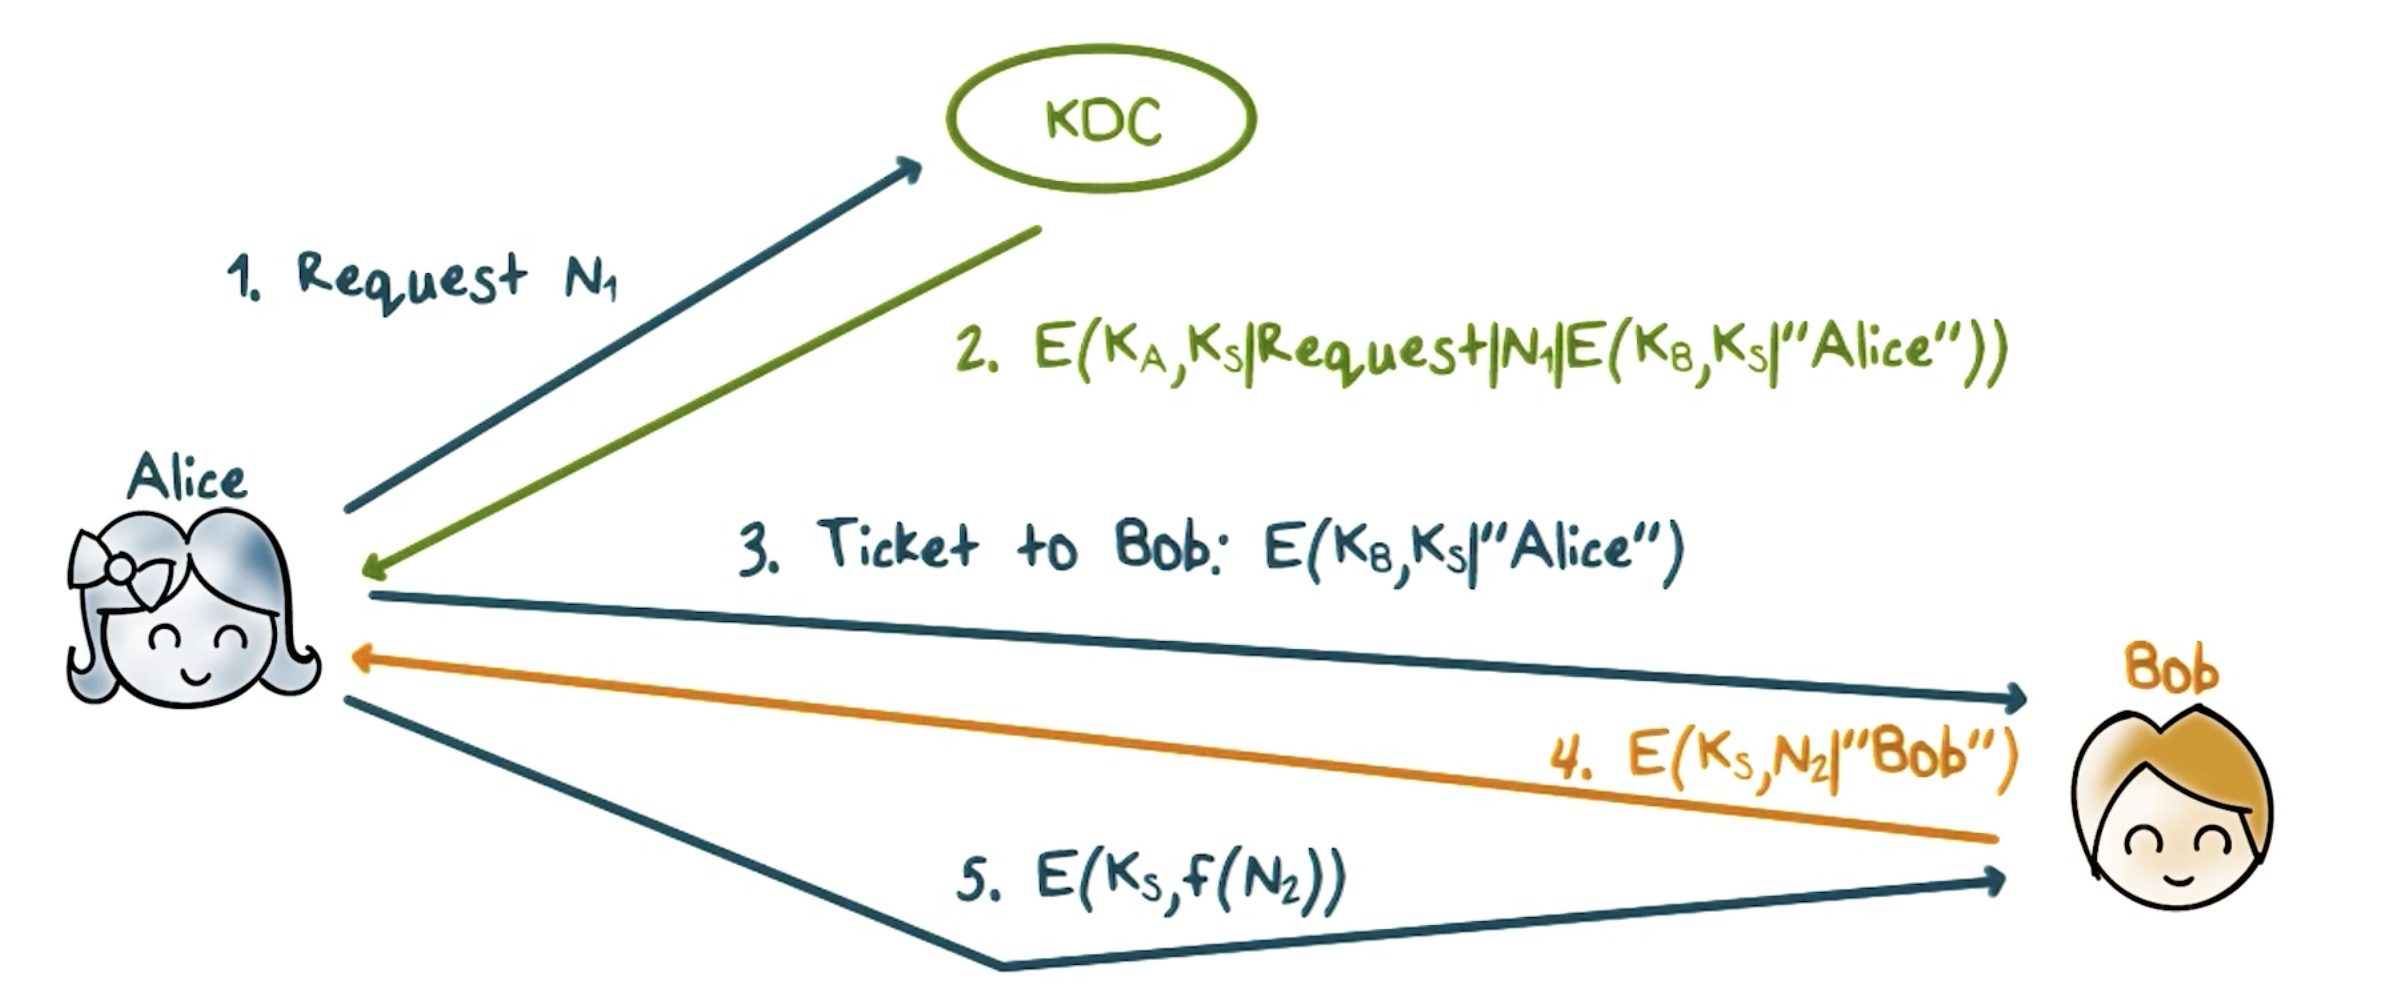 KDC
1. Request N₁
2. E(K_A,K_S|Request|N₁|E(K_B,K_S|"Alice"))
Alice
3. Ticket to Bob: E(K_B,K_S|"Alice")
Bob
4. E(K_S,N₂|"Bob")
5. E(K_S,f(N₂))